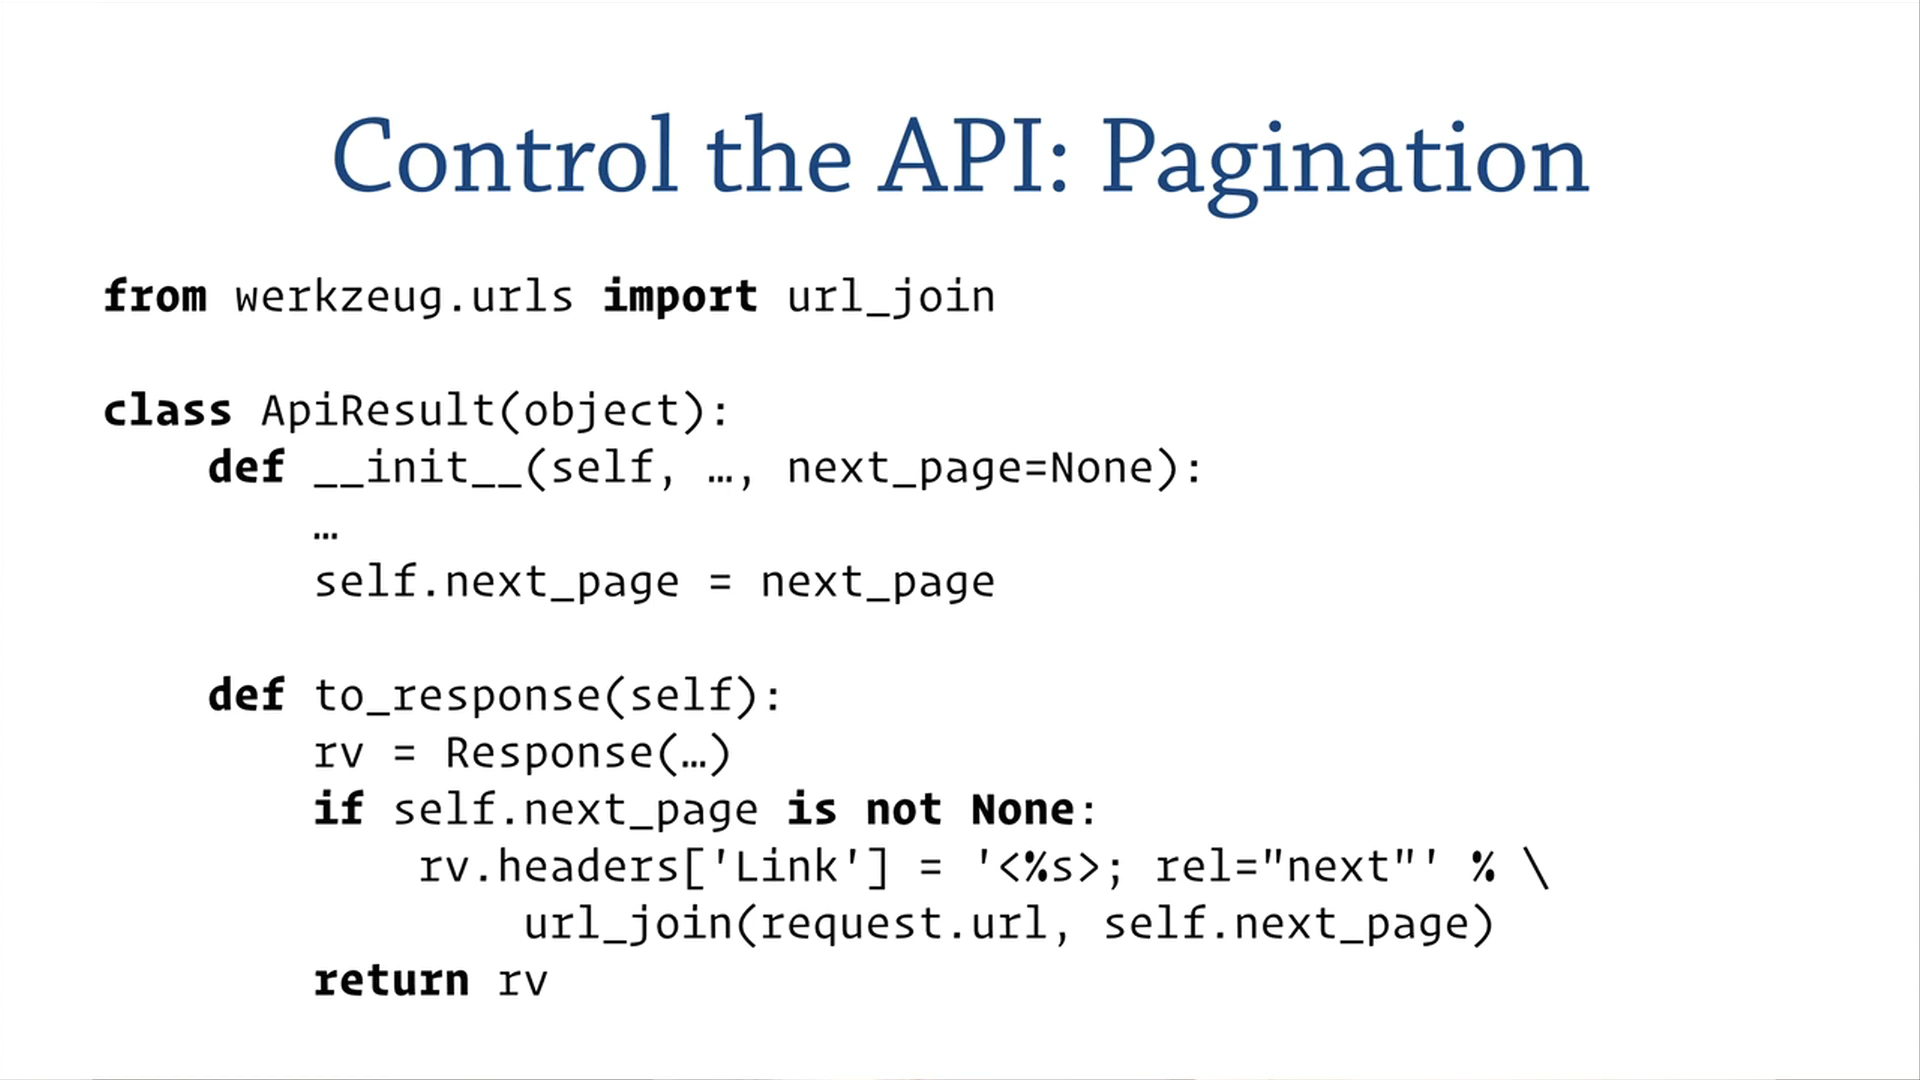 Control the API: Pagination
from werkzeug.urls import url_join
class ApiResult(object):
    def __init__(self, …, next_page=None):
        …
        self.next_page = next_page
    def to_response(self):
        rv = Response(…)
        if self.next_page is not None:
            rv.headers['Link'] = '<%s>; rel="next"' % \
                url_join(request.url, self.next_page)
        return rv